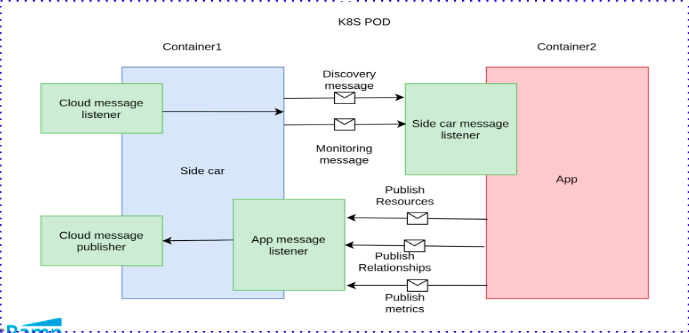 K8S POD
Container1
Container2
Cloud message
listener
Discovery
message
Side car message
listener
Monitoring
message
Side car
App
Publish
Resources
Cloud message
publisher
App message
listener
Publish
Relationships
Publish
metrics